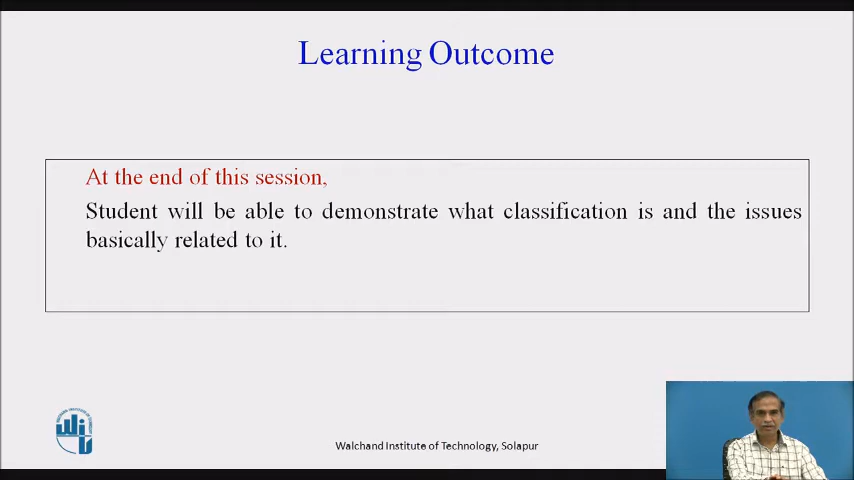 Learning Outcome
At the end of this session,
Student will be able to demonstrate what classification is and the issues
basically related to it.
Walchand Institute of Technology, Solapur